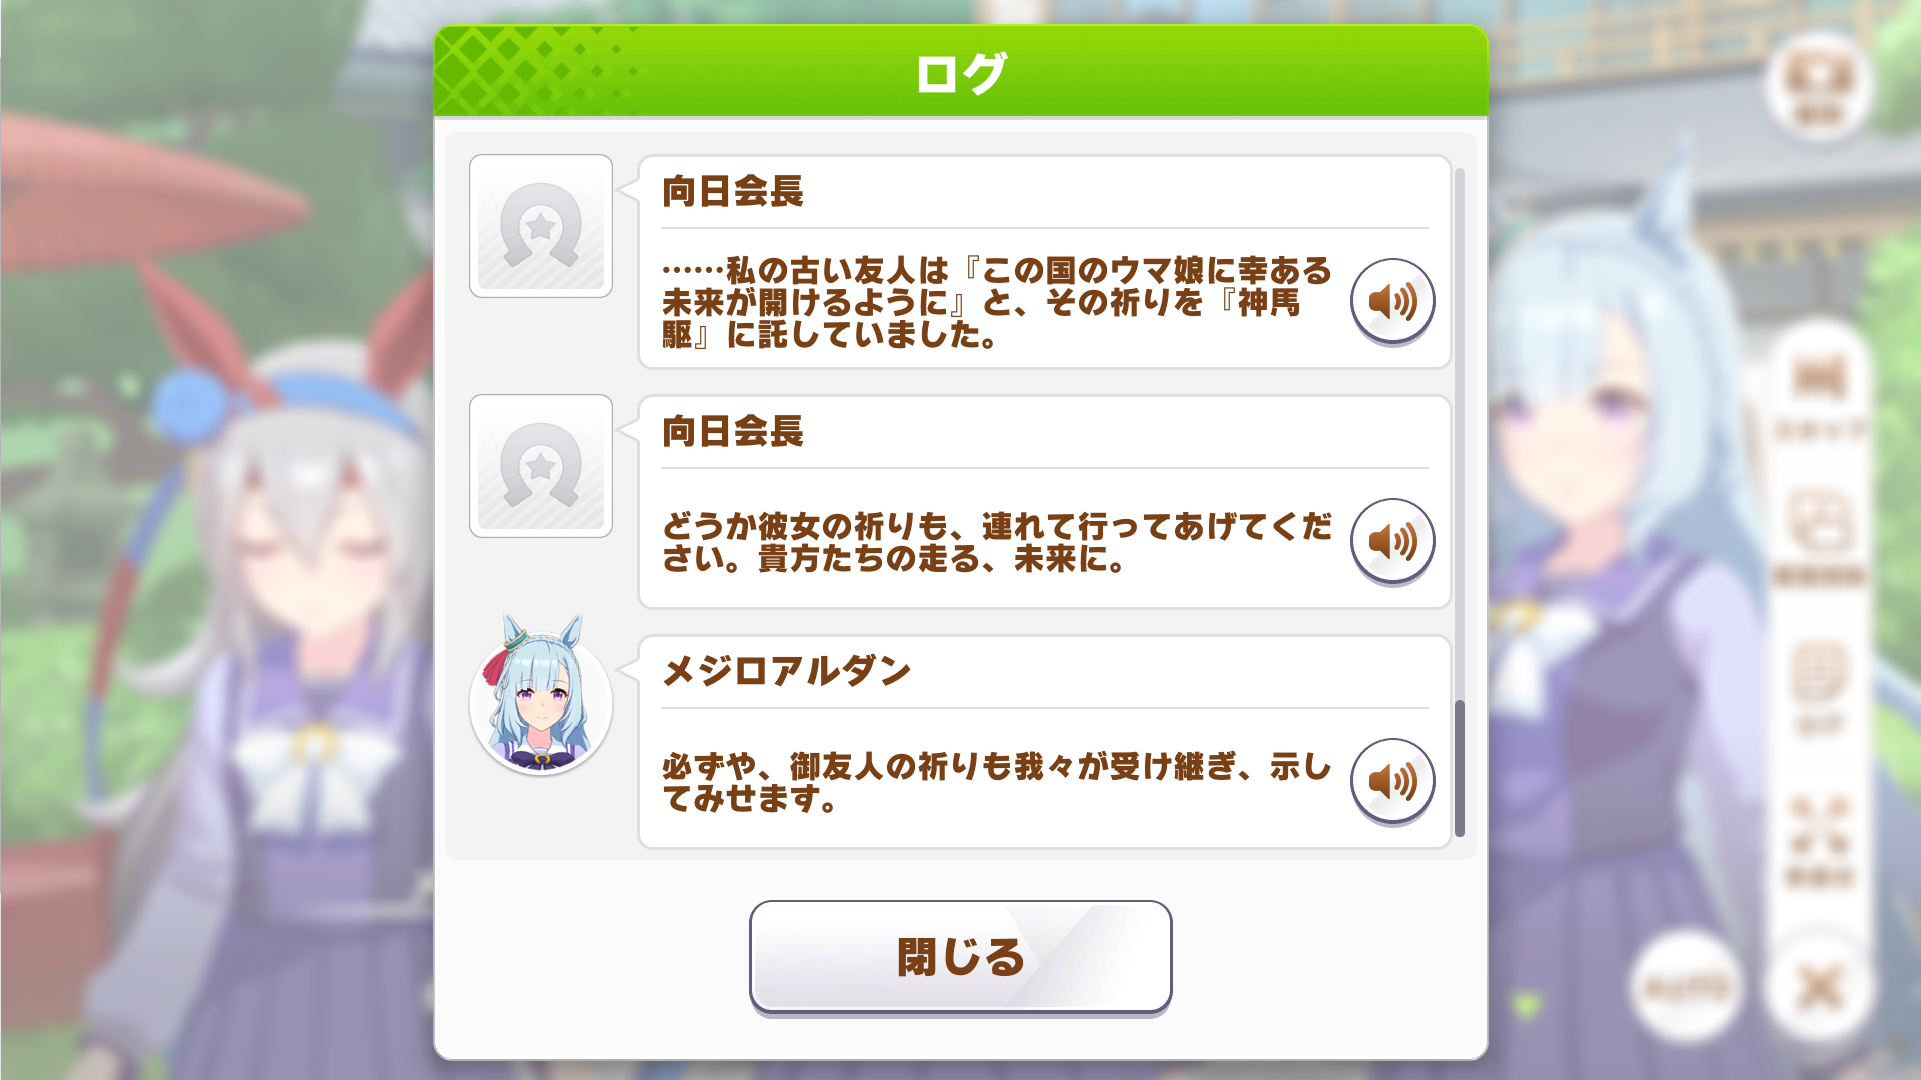 ログ
向日会長
……私の古い友人は『この国のウマ娘に幸ある
未来が開けるように』と、その祈りを『神馬
駆』に託していました。
向日会長
どうか彼女の祈りも、連れて行ってあげてくだ
さい。貴方たちの走る、未来に。
メジロアルダン
必ずや、御友人の祈りも我々が受け継ぎ、示し
てみせます。
閉じる